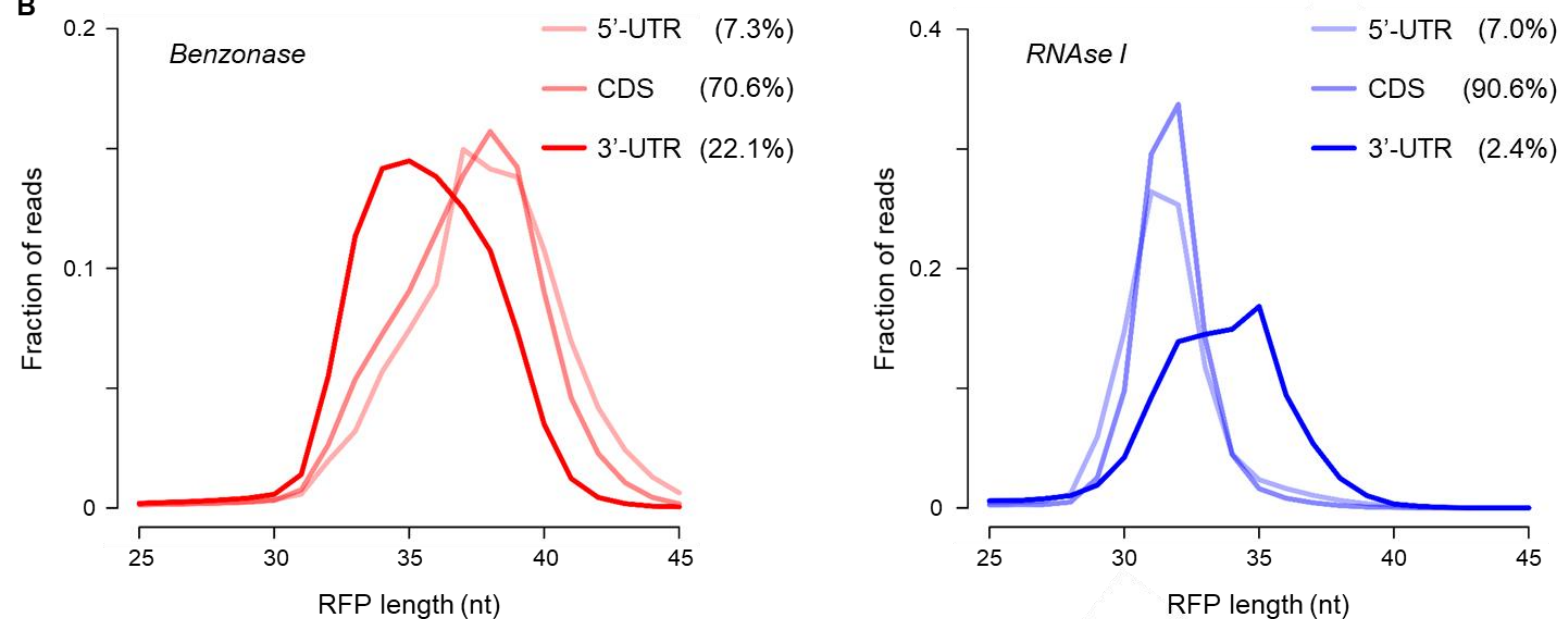 B
0.2
Benzonase
5’-UTR (7.3%)
CDS (70.6%)
3’-UTR (22.1%)
0.1
0
Fraction of reads
25 30 35 40 45
RFP length (nt)
0.4
RNAse I
5’-UTR (7.0%)
CDS (90.6%)
3’-UTR (2.4%)
0.2
0
Fraction of reads
25 30 35 40 45
RFP length (nt)